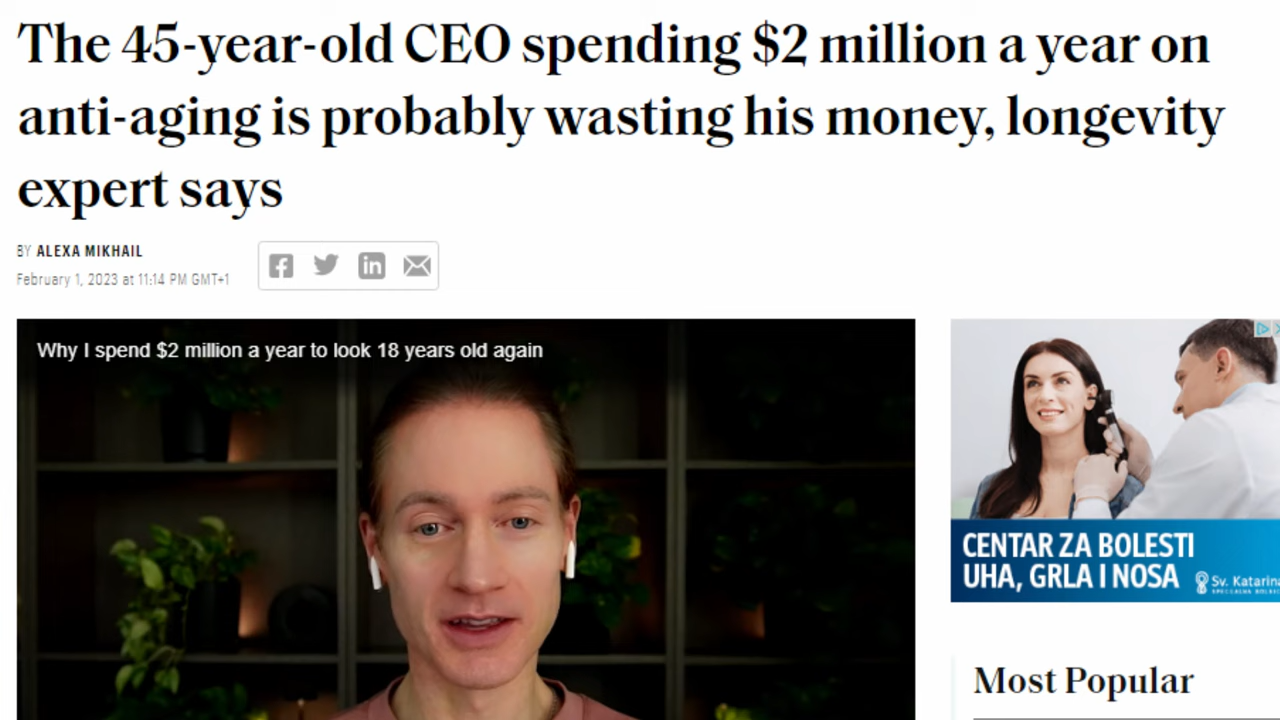 The 45-year-old CEO spending $2 million a year on
anti-aging is probably wasting his money, longevity
expert says
BY ALEXA MIKHAIL
February 1, 2023 at 11:14 PM GMT+1
Why I spend $2 million a year to look 18 years old again
CENTAR ZA BOLESTI
UHA, GRLA I NOSA
Sv. Katarina
Most Popular